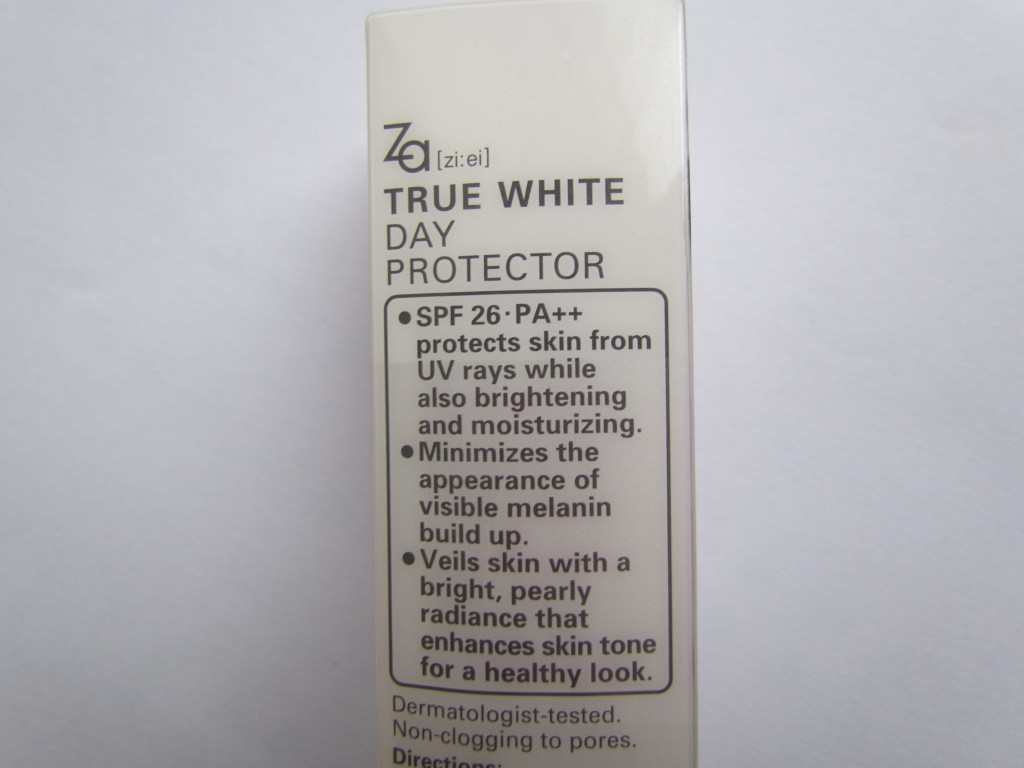 Za [zi:ei]
TRUE WHITE
DAY
PROTECTOR
●SPF 26·PA++
protects skin from
UV rays while
also brightening
and moisturizing.
●Minimizes the
appearance of
visible melanin
build up.
●Veils skin with a
bright, pearly
radiance that
enhances skin tone
for a healthy look.
Dermatologist-tested.
Non-clogging to pores.
Directions: